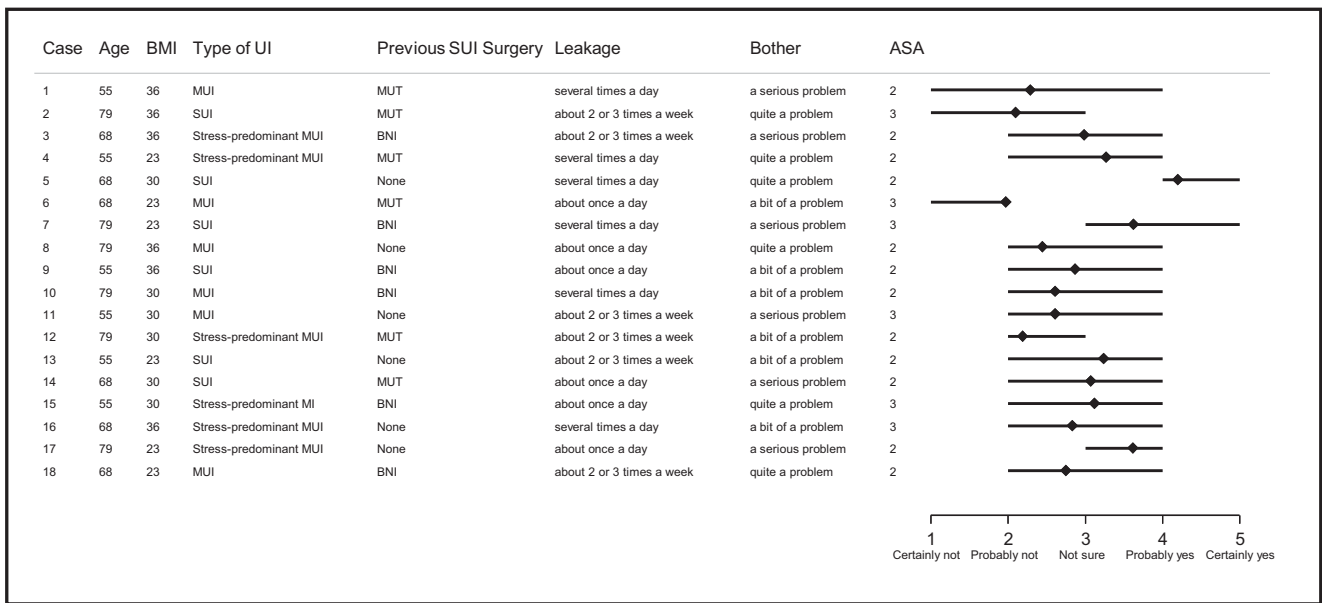 Case Age BMI Type of UI Previous SUI Surgery Leakage Bother ASA
1 55 36 MUI MUT several times a day a serious problem 2
2 79 36 SUI MUT about 2 or 3 times a week quite a problem 3
3 68 36 Stress-predominant MUI BNI about 2 or 3 times a week a serious problem 2
4 55 23 Stress-predominant MUI MUT several times a day quite a problem 2
5 68 30 SUI None several times a day quite a problem 2
6 68 23 MUI MUT about once a day a bit of a problem 3
7 79 23 SUI BNI several times a day a serious problem 3
8 79 36 MUI None about once a day quite a problem 2
9 55 36 SUI BNI about once a day a bit of a problem 2
10 79 30 MUI BNI several times a day a bit of a problem 2
11 55 30 MUI None about 2 or 3 times a week a serious problem 3
12 79 30 Stress-predominant MUI MUT about 2 or 3 times a week a bit of a problem 2
13 55 23 SUI None about 2 or 3 times a week a bit of a problem 2
14 68 30 SUI MUT about once a day a serious problem 2
15 55 30 Stress-predominant MI BNI about once a day quite a problem 3
16 68 36 Stress-predominant MUI None several times a day a bit of a problem 3
17 79 23 Stress-predominant MUI None about once a day a serious problem 2
18 68 23 MUI BNI about 2 or 3 times a week quite a problem 2
1 2 3 4 5
Certainly not Probably not Not sure Probably yes Certainly yes